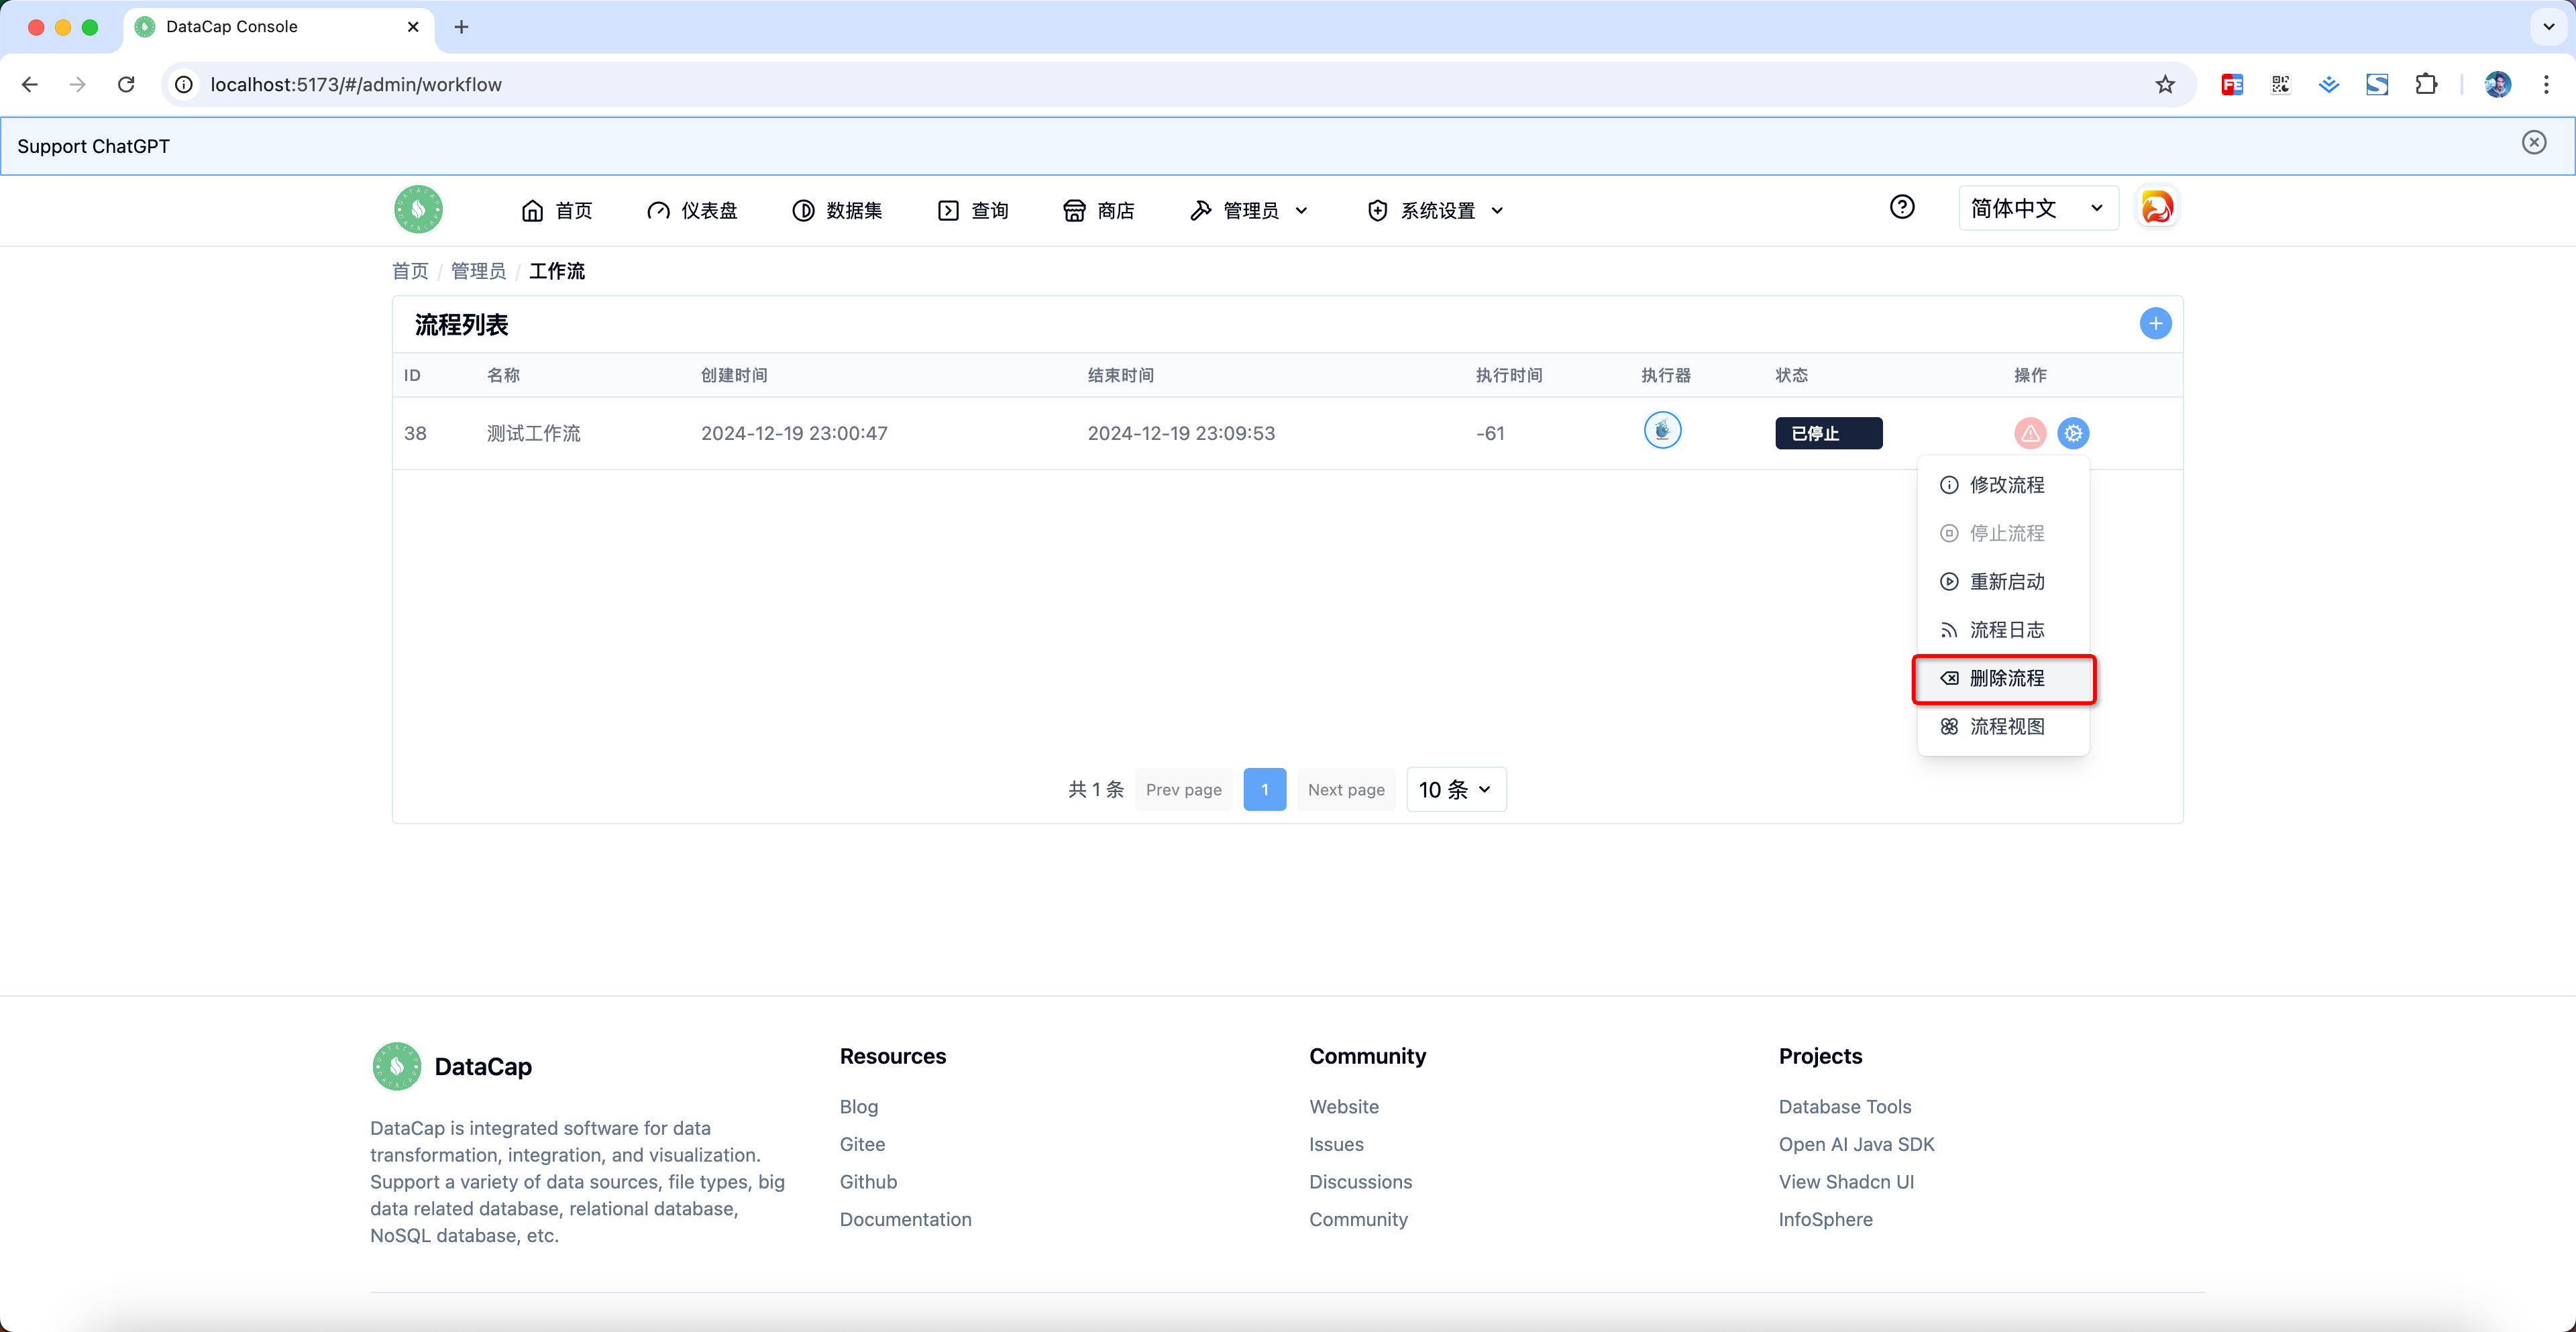 DataCap Console
localhost:5173/#/admin/workflow
Support ChatGPT
首页 仪表盘 数据集 查询 商店 管理员 系统设置 简体中文
首页 / 管理员 / 工作流
流程列表
ID 名称 创建时间 结束时间 执行时间 执行器 状态 操作
38 测试工作流 2024-12-19 23:00:47 2024-12-19 23:09:53 -61 已停止
修改流程
停止流程
重新启动
流程日志
删除流程
流程视图
共 1 条 Prev page 1 Next page 10 条
DataCap
DataCap is integrated software for data
transformation, integration, and visualization.
Support a variety of data sources, file types, big
data related database, relational database,
NoSQL database, etc.
Resources
Blog
Gitee
Github
Documentation
Community
Website
Issues
Discussions
Community
Projects
Database Tools
Open AI Java SDK
View Shadcn UI
InfoSphere